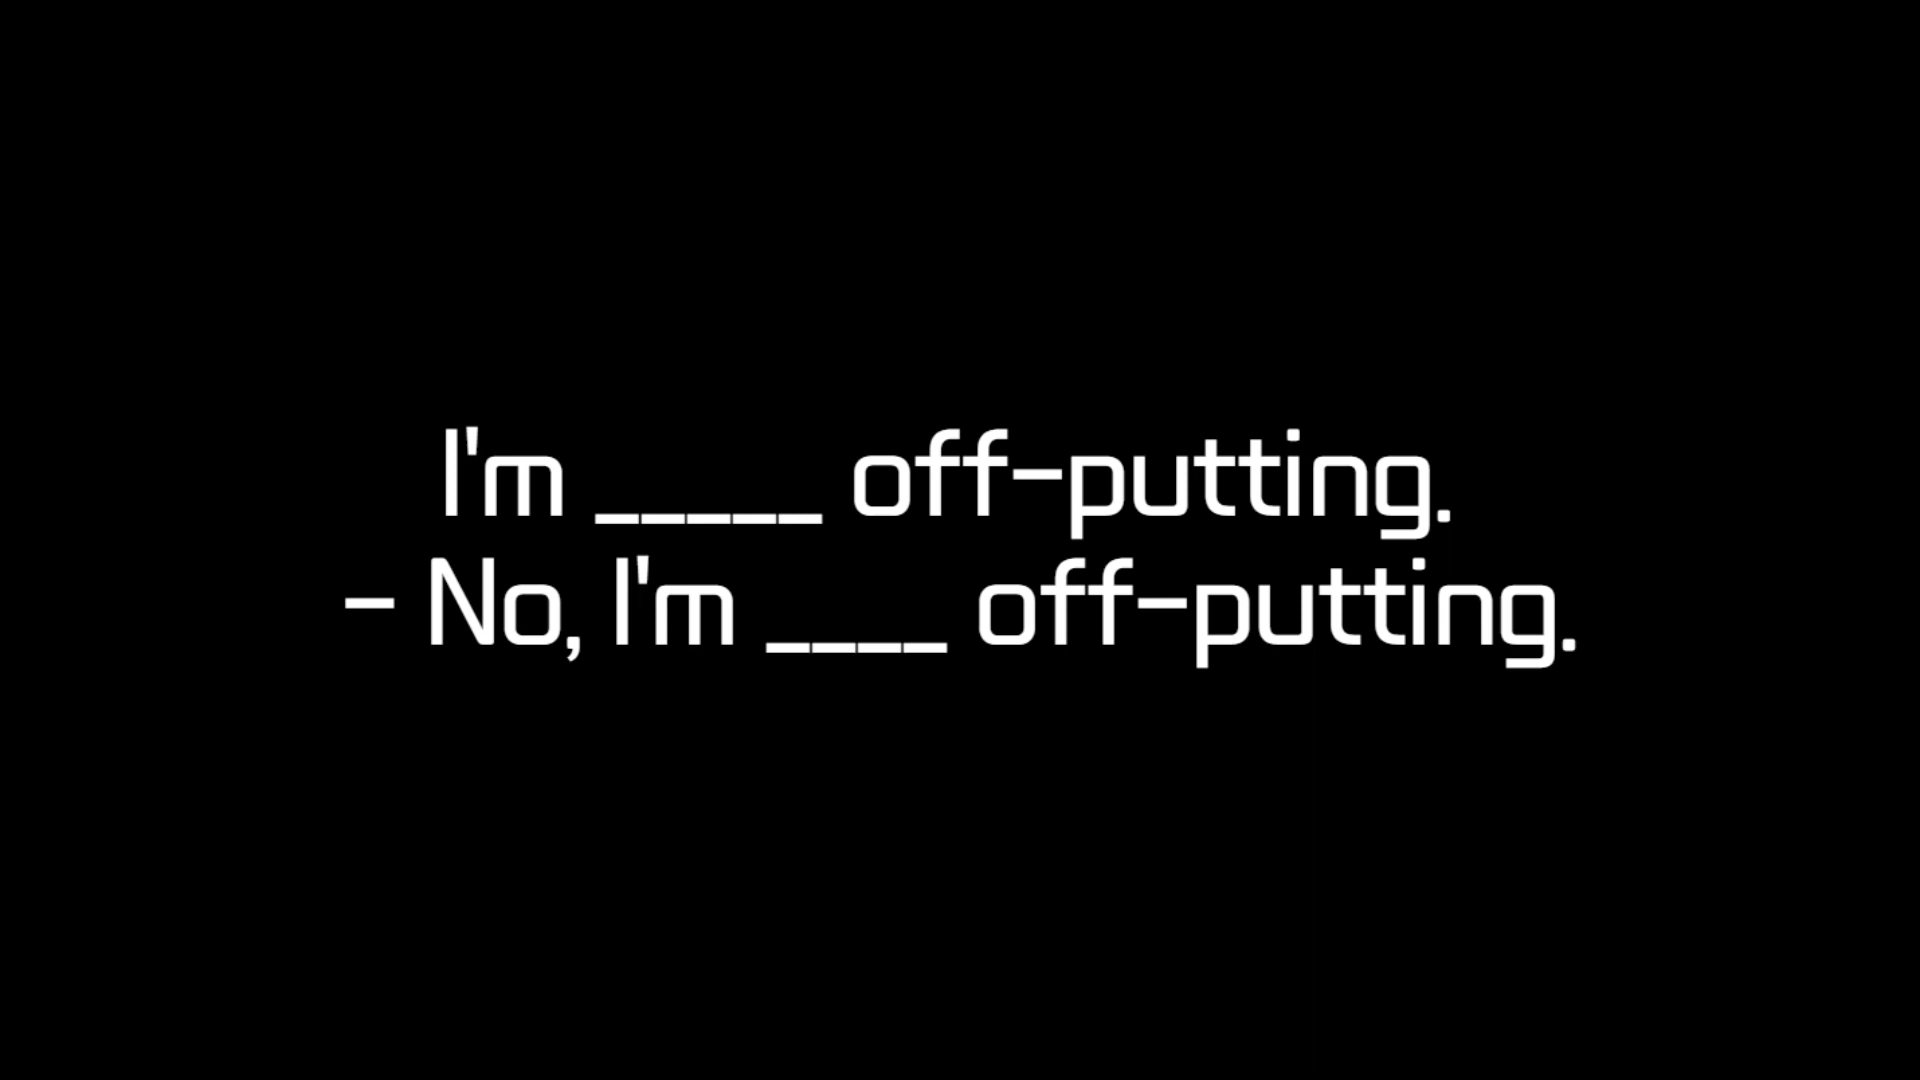 I'm _____ off-putting.
- No, I'm ____ off-putting.